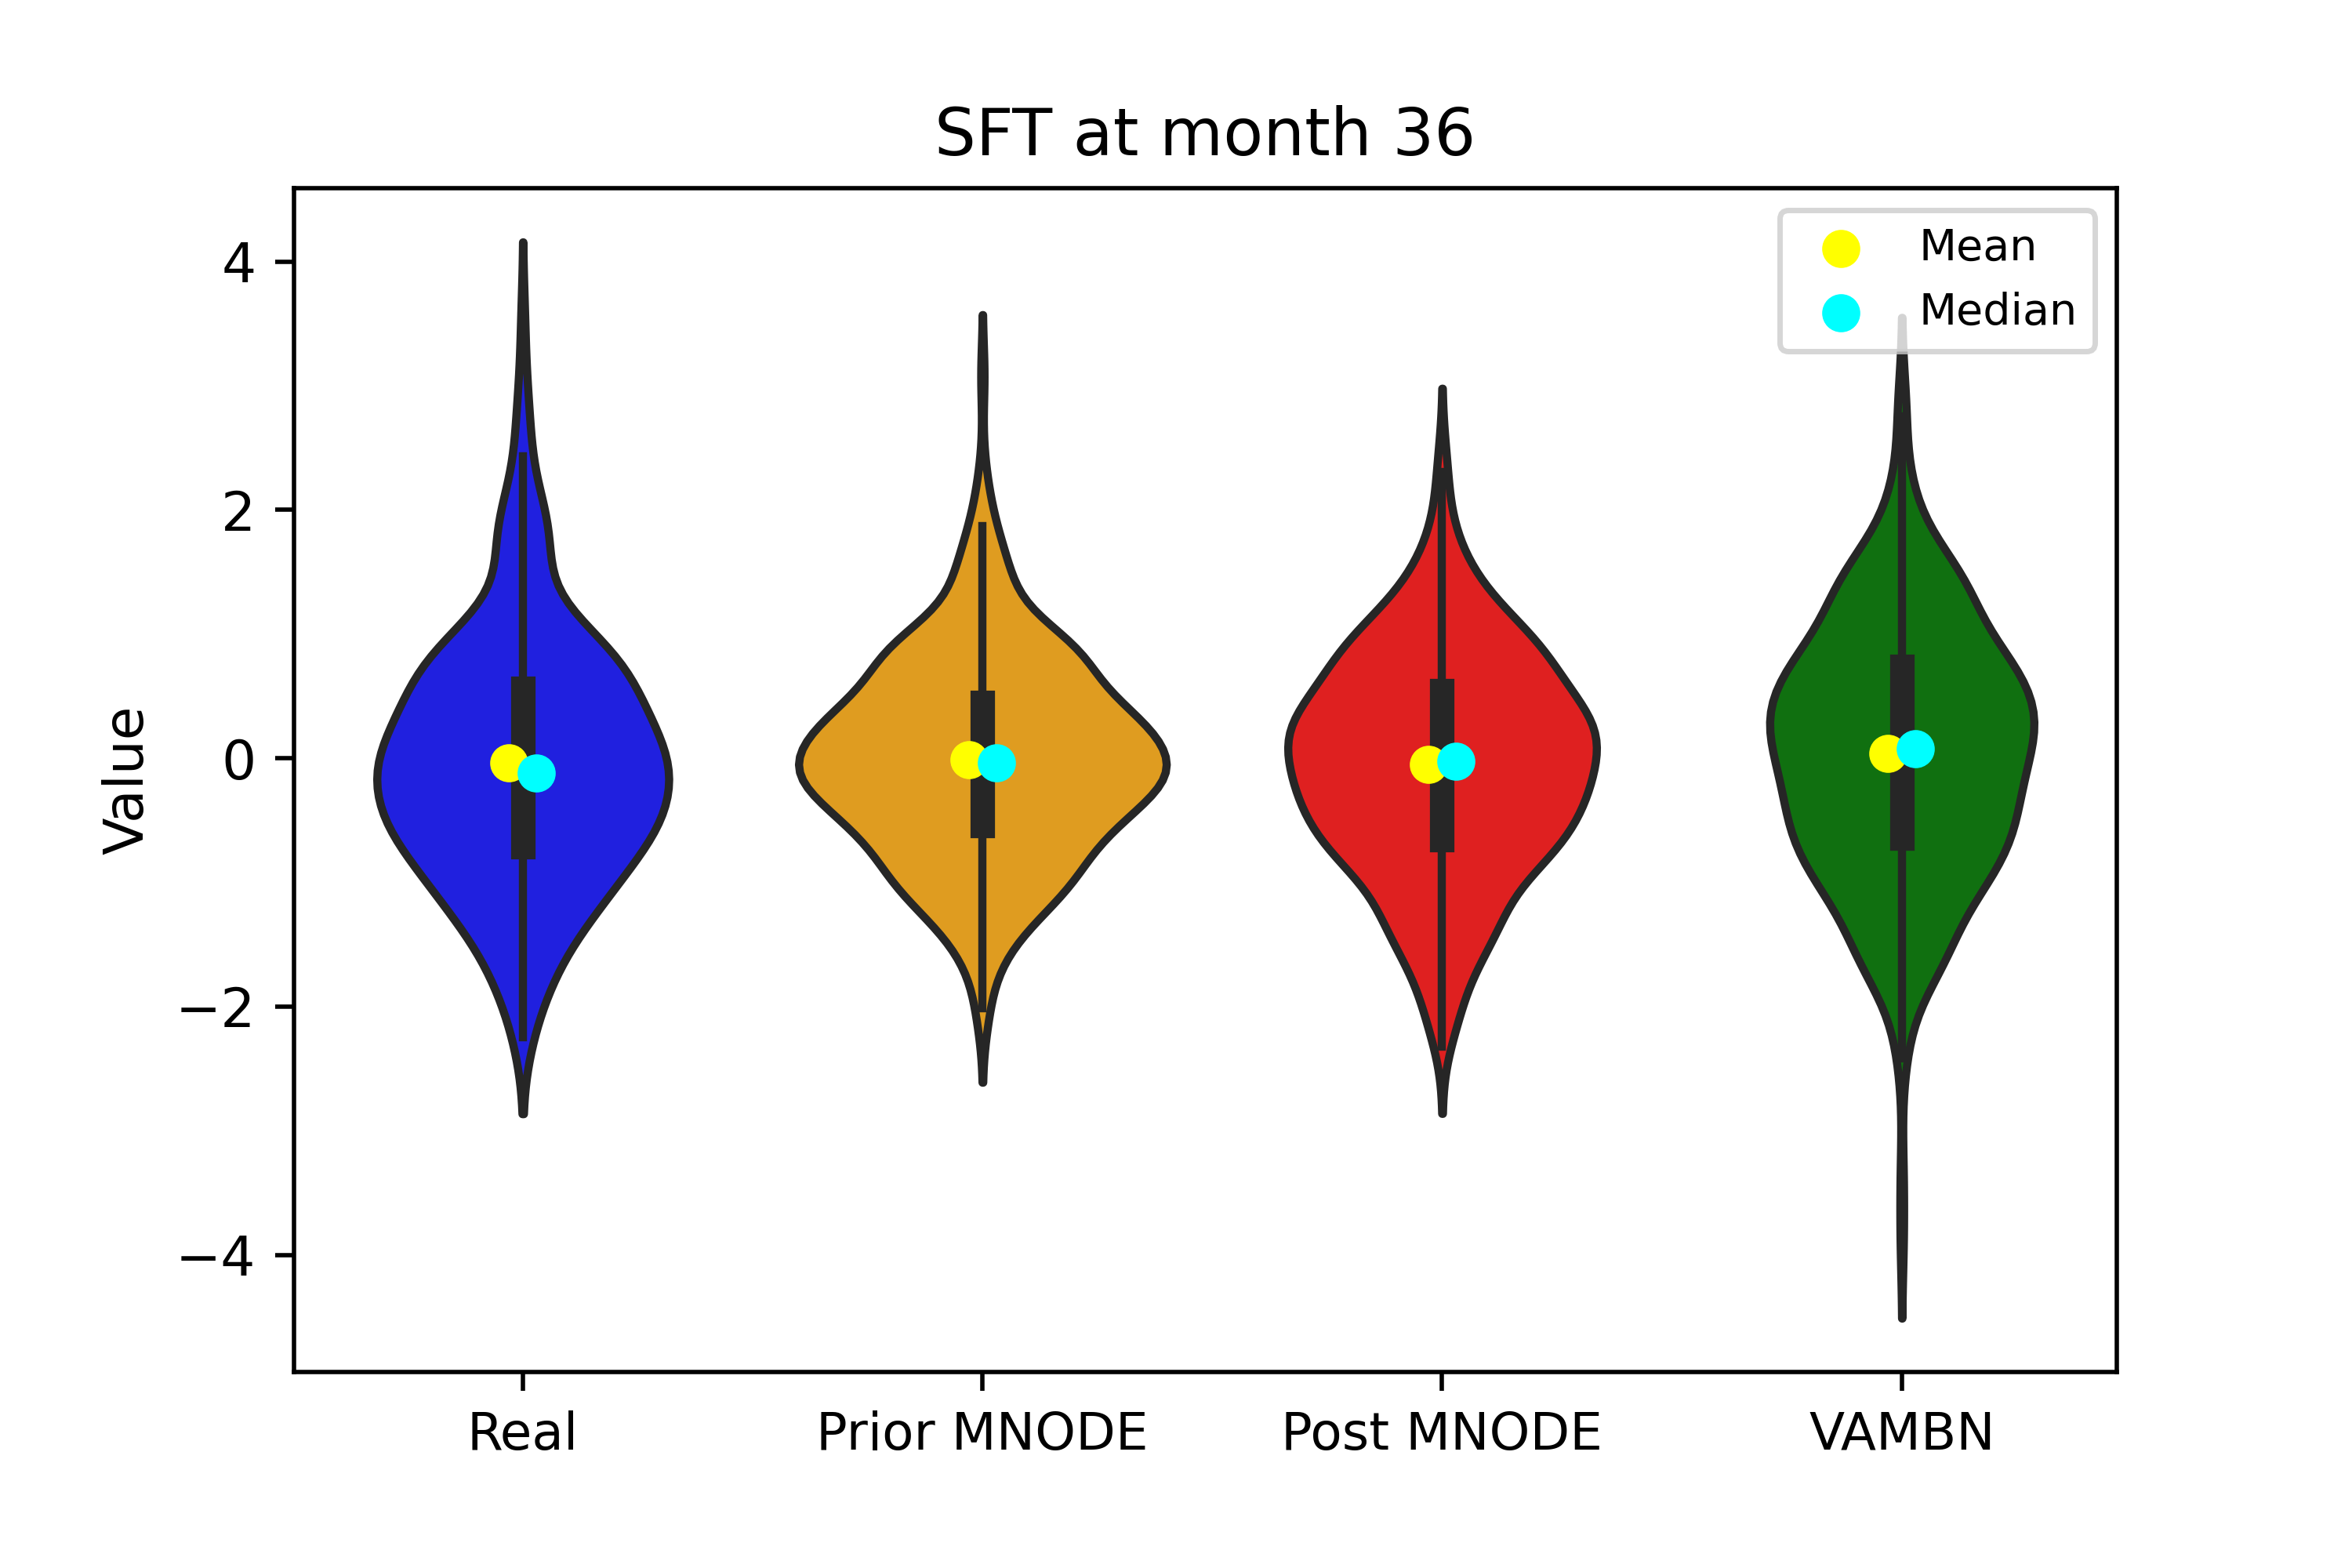 SFT at month 36
Mean
Median
Value
4
2
0
−2
−4
Real
Prior MNODE
Post MNODE
VAMBN